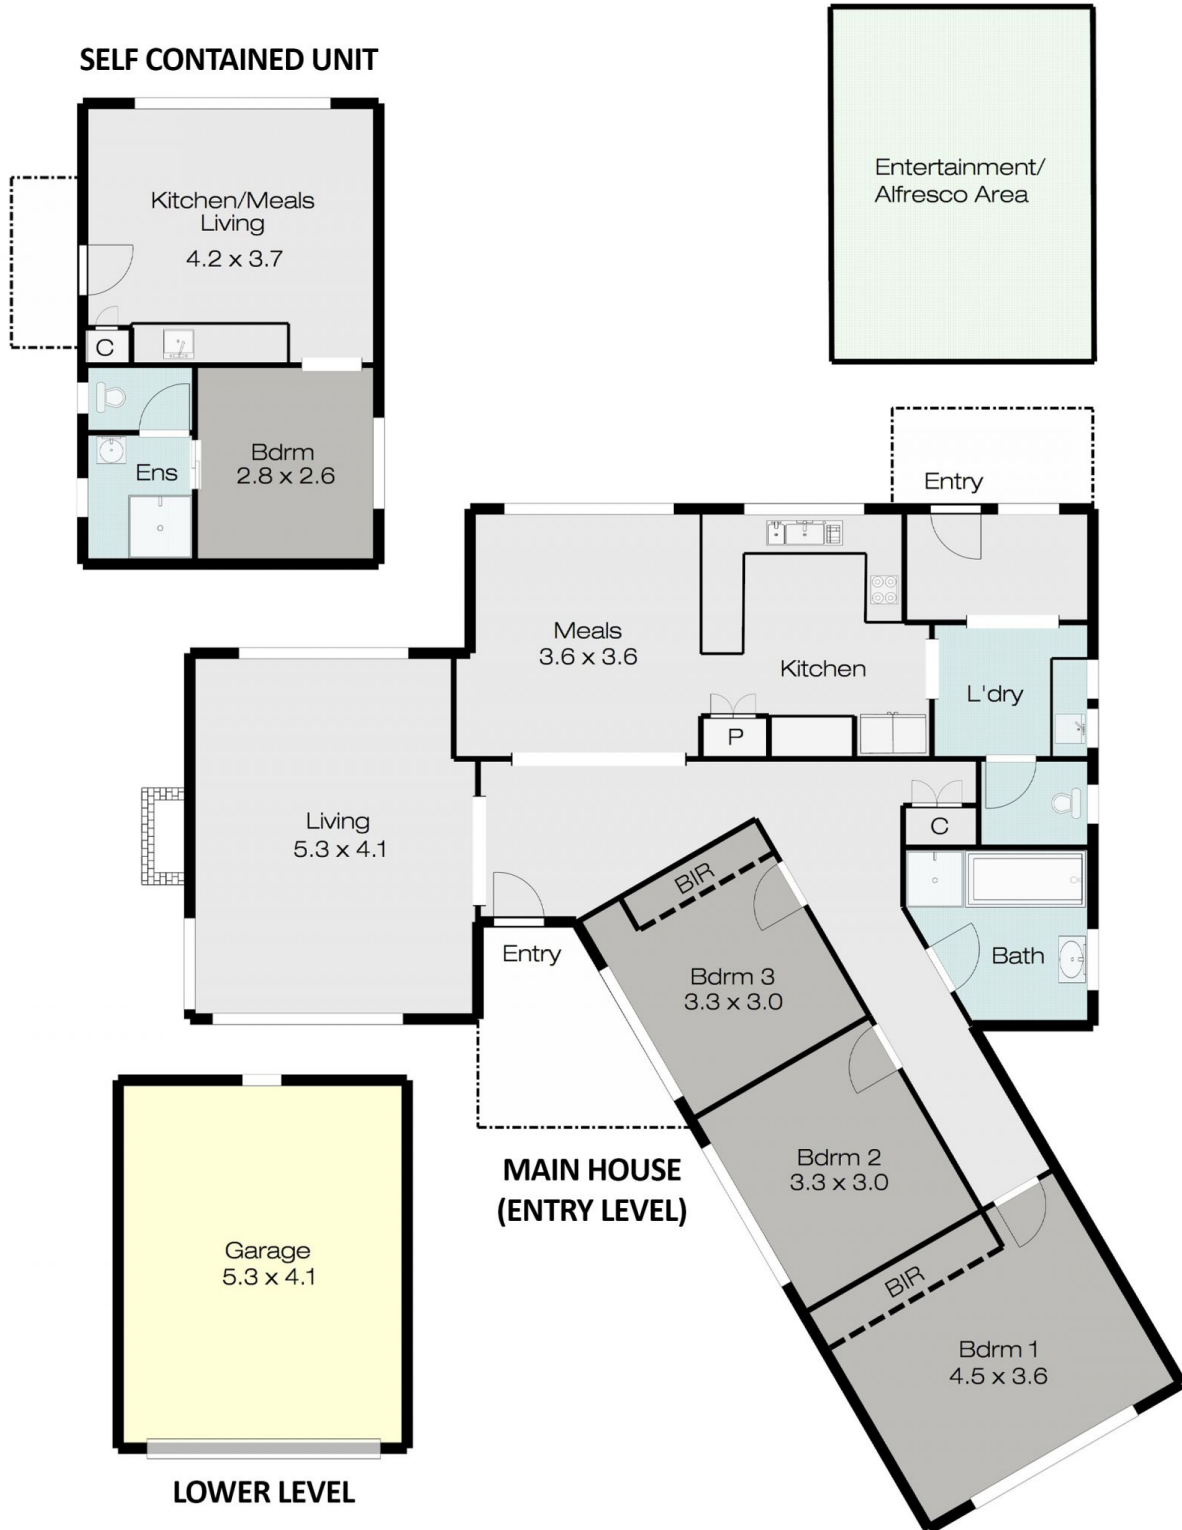 SELF CONTAINED UNIT
Kitchen/Meals
Living
4.2 x 3.7
C
Bdrm
2.8 x 2.6
Ens
Entertainment/
Alfresco Area
Entry
Meals
3.6 x 3.6
Kitchen
L'dry
P
Living
5.3 x 4.1
C
BIR
Entry
Bath
Bdrm 3
3.3 x 3.0
MAIN HOUSE
(ENTRY LEVEL)
Bdrm 2
3.3 x 3.0
BIR
Bdrm 1
4.5 x 3.6
Garage
5.3 x 4.1
LOWER LEVEL